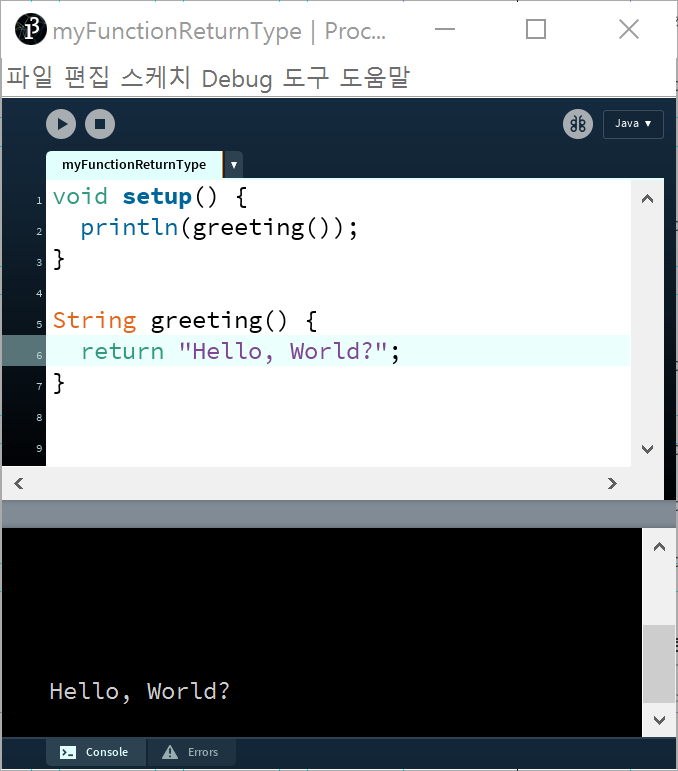 myFunctionReturnType | Proc...
파일 편집 스케치 Debug 도구 도움말
Java ▼
myFunctionReturnType ▼
1 void setup() {
2   println(greeting());
3 }
4
5 String greeting() {
6   return "Hello, World?";
7 }
8
9
Hello, World?
Console Errors